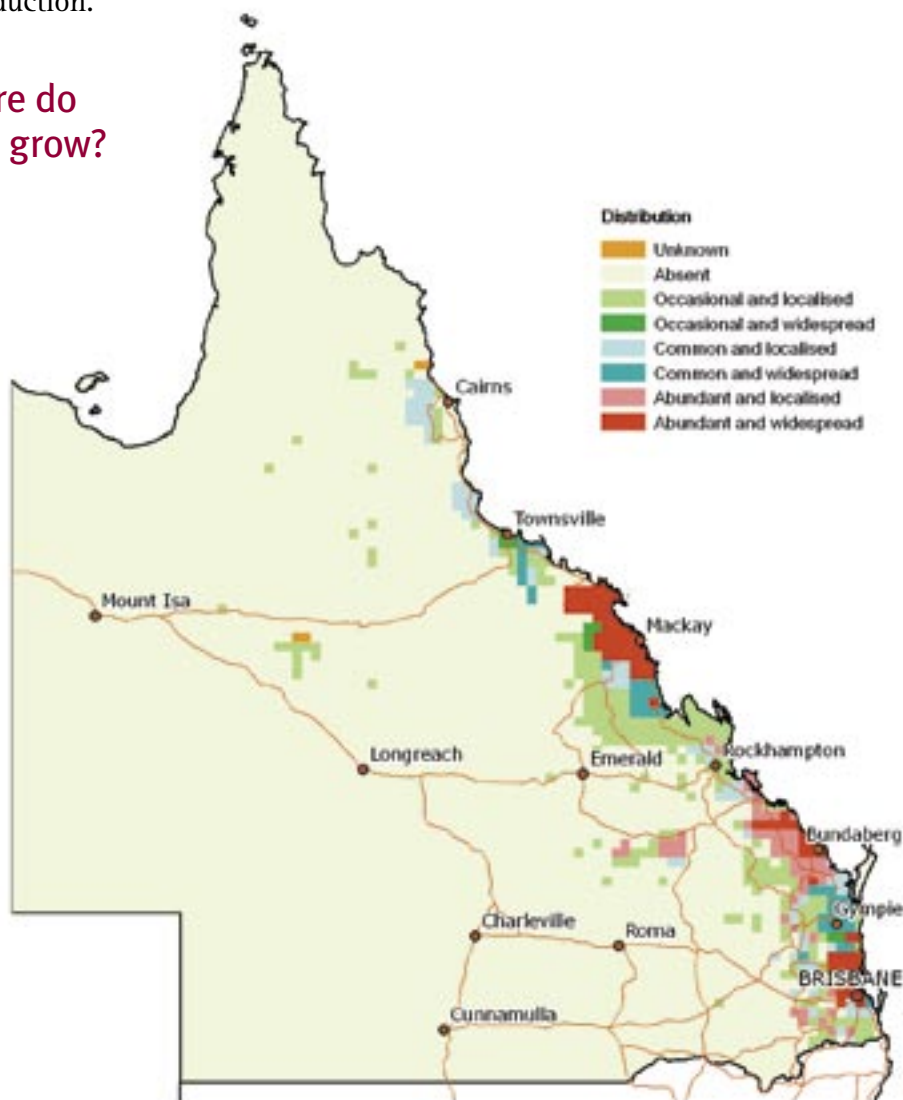 duction.
re do
grow?
Distribution
Unknown
Absent
Occasional and localised
Occasional and widespread
Common and localised
Common and widespread
Abundant and localised
Abundant and widespread
Cairns
Townsville
Mount Isa
Mackay
Longreach
Emerald
Rockhampton
Bundaberg
Gympie
Charleville
Roma
BRISBANE
Cunnamulla